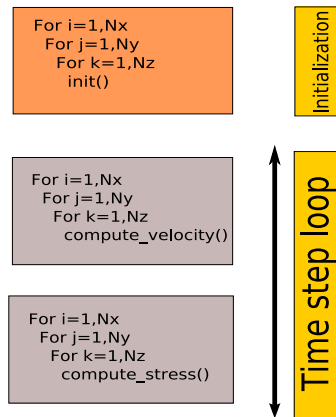 For i=1,Nx
For j=1,Ny
For k=1,Nz
init()
Initialization
For i=1,Nx
For j=1,Ny
For k=1,Nz
compute_velocity()
For i=1,Nx
For j=1,Ny
For k=1,Nz
compute_stress()
Time step loop